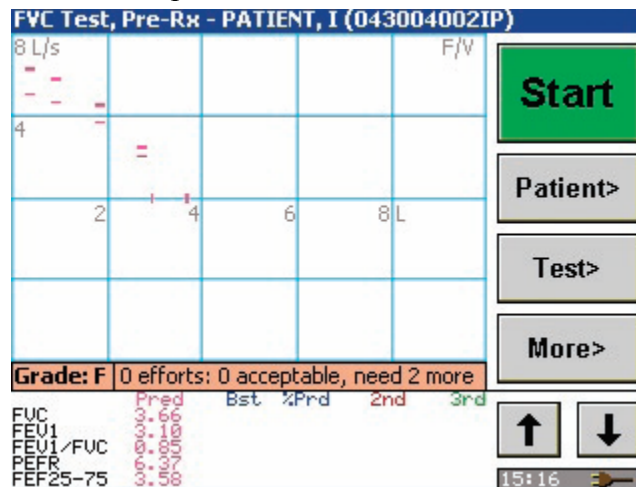 FVC Test, Pre-Rx - PATIENT, I (043004002IP)
8 L/s F/V
Start
4
Patient>
2 4 6 8 L
Test>
More>
Grade: F 0 efforts: 0 acceptable, need 2 more
Pred Bst %Prd 2nd 3rd
FVC 3.66
FEV1 3.10
FEV1/FVC 0.85
PEFR 6.37
FEF25-75 3.58
15:16